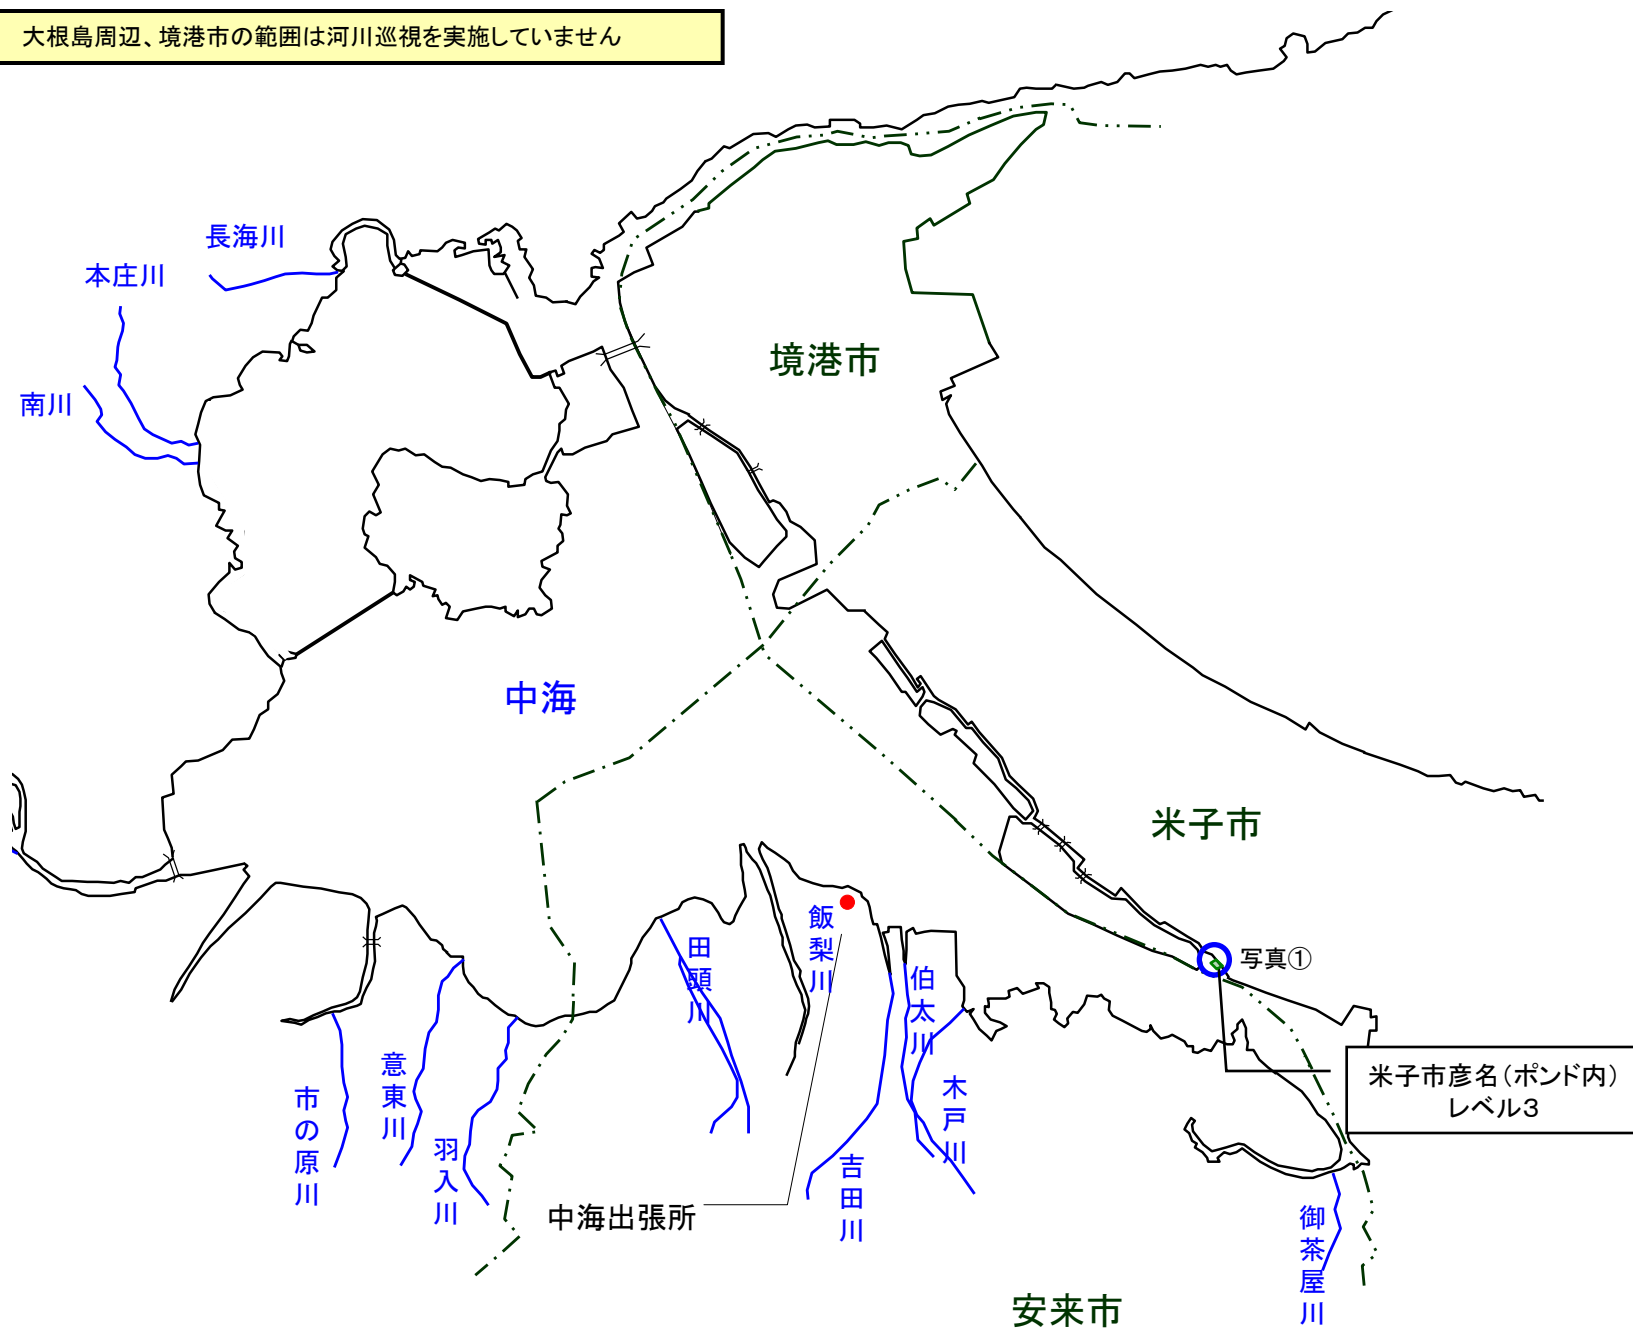 大根島周辺、境港市の範囲は河川巡視を実施していません
長海川
本庄川
南川
境港市
中海
米子市
写真①
米子市彦名（ポンド内）
レベル３
飯梨川
田頭川
伯太川
木戸川
意東川
市の原川
羽入川
吉田川
中海出張所
御茶屋川
安来市